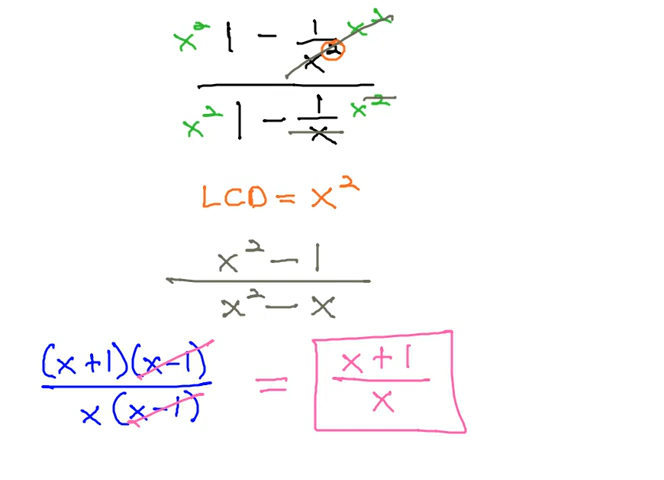 x² 1 - 1/x² x²
x² 1 - 1/x x²
LCD = x²
x² - 1
x² - x
(x+1)(x-1) = x+1
x(x-1) x